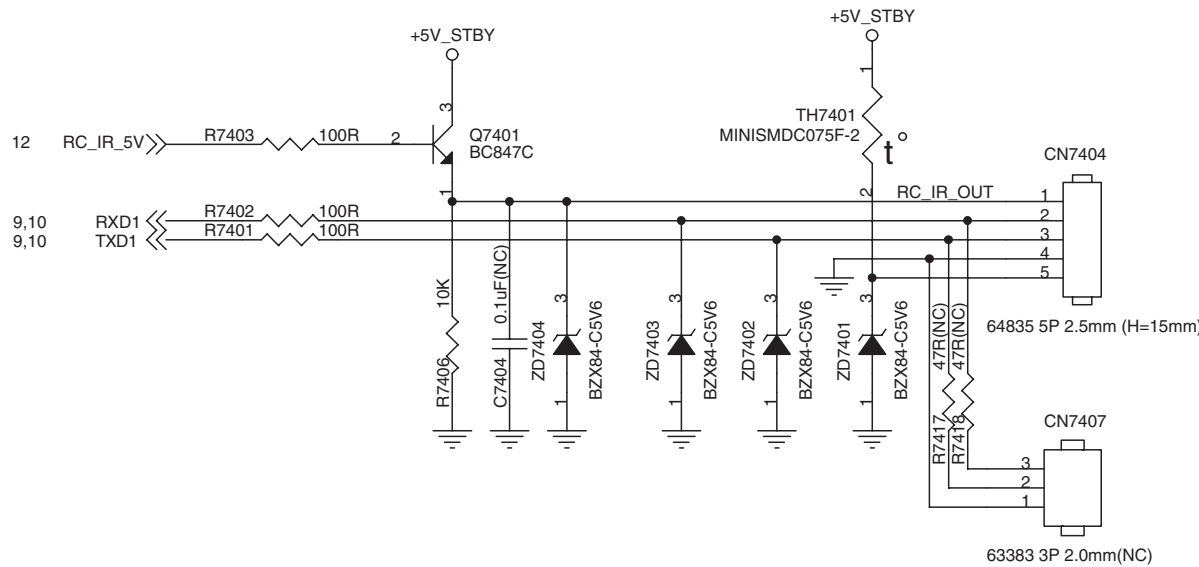 +5V_STBY
+5V_STBY
1
3
TH7401
MINISMDC075F-2
t°
12 RC_IR_5V R7403 100R 2
Q7401
BC847C
CN7404
1
2
RC_IR_OUT 1
9,10 RXD1 R7402 100R 2
9,10 TXD1 R7401 100R 3
4
5
10K
R7406
0.1uF(NC)
C7404
3
ZD7404
BZX84-C5V6
1
3
ZD7403
BZX84-C5V6
1
3
ZD7402
BZX84-C5V6
1
3
ZD7401
BZX84-C5V6
1
47R(NC)
R7417
47R(NC)
R7418
64835 5P 2.5mm (H=15mm)
CN7407
3
2
1
63383 3P 2.0mm(NC)